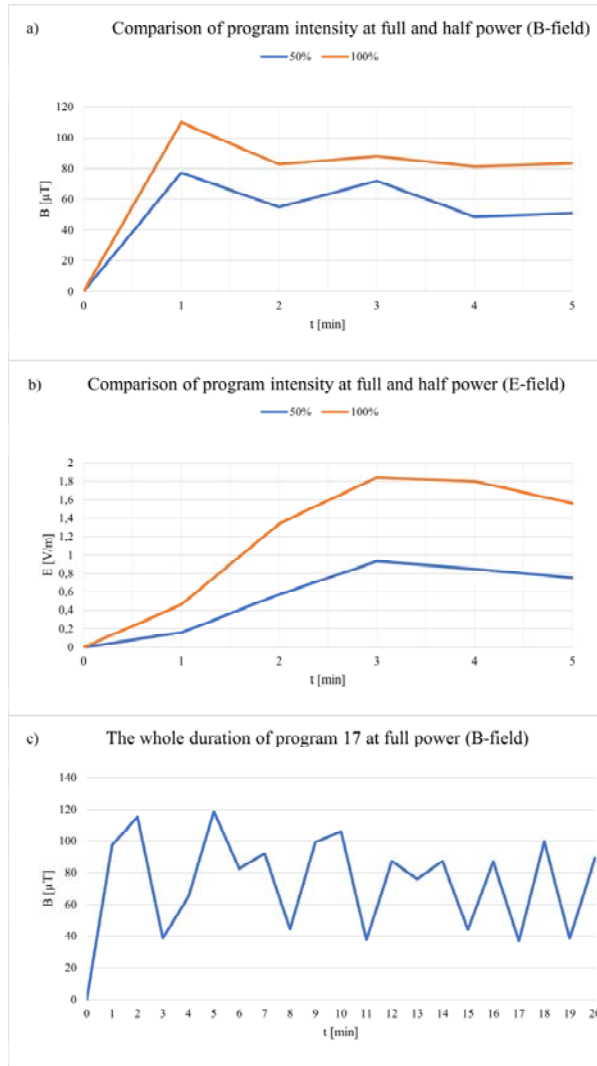 a) Comparison of program intensity at full and half power (B-field)
50% 100%
120
100
80
60
40
20
0
B [µT]
0 1 2 3 4 5
t [min]
b) Comparison of program intensity at full and half power (E-field)
50% 100%
2
1,8
1,6
1,4
1,2
1
0,8
0,6
0,4
0,2
0
E [V/m]
0 1 2 3 4 5
t [min]
c) The whole duration of program 17 at full power (B-field)
140
120
100
80
60
40
20
0
B [µT]
0 1 2 3 4 5 6 7 8 9 10 11 12 13 14 15 16 17 18 19 20
t [min]